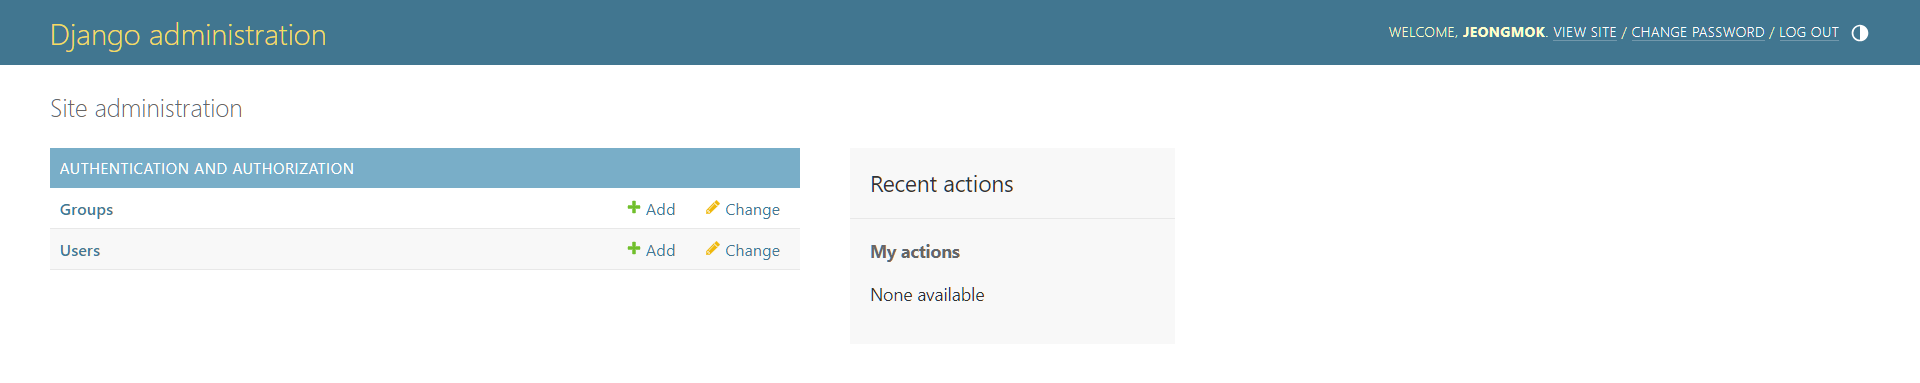 Django administration
WELCOME, JEONGMOK. VIEW SITE / CHANGE PASSWORD / LOG OUT
Site administration
AUTHENTICATION AND AUTHORIZATION
Groups Add Change
Users Add Change
Recent actions
My actions
None available